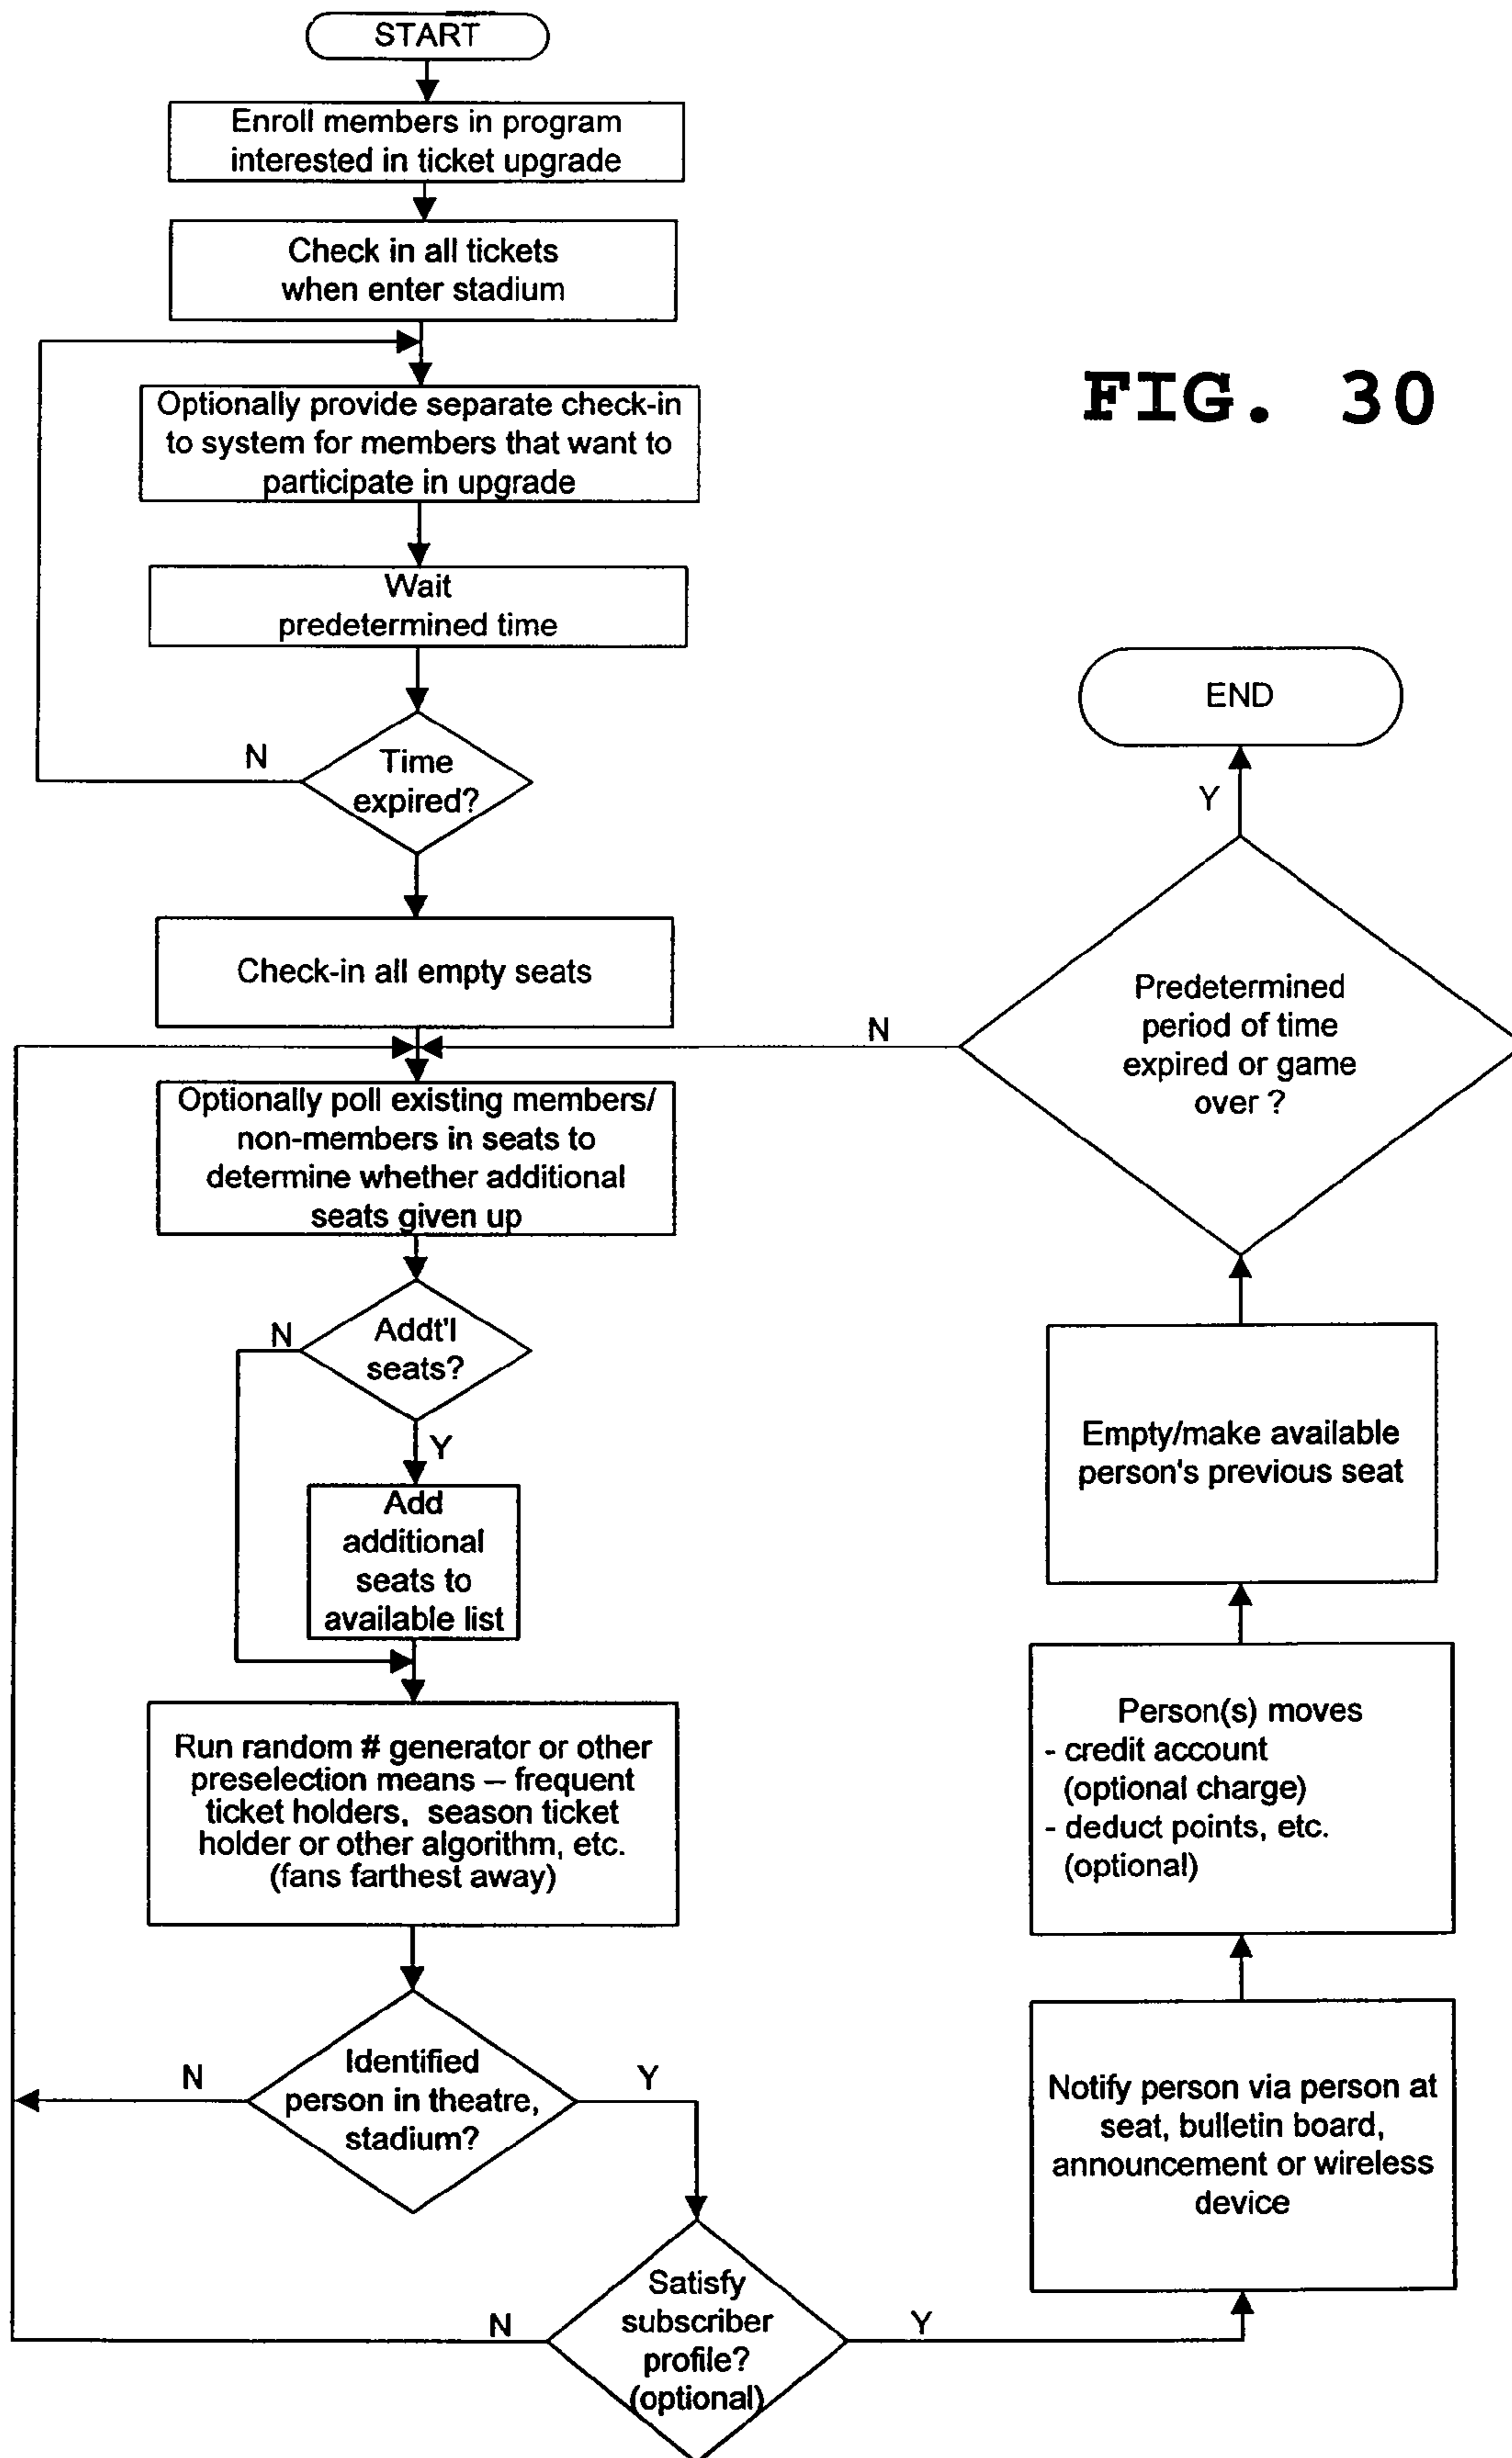 START
Enroll members in program
interested in ticket upgrade
Check in all tickets
when enter stadium
FIG. 30
Optionally provide separate check-in
to system for members that want to
participate in upgrade
Wait
predetermined time
N
Time
expired?
Check-in all empty seats
Optionally poll existing members/
non-members in seats to
determine whether additional
seats given up
N
Addt'l
seats?
Y
Add
additional
seats to
available list
Run random # generator or other
preselection means – frequent
ticket holders, season ticket
holder or other algorithm, etc.
(fans farthest away)
N
Identified
person in theatre,
stadium?
Y
N
Satisfy
subscriber
profile?
(optional)
Y
Notify person via person at
seat, bulletin board,
announcement or wireless
device
Person(s) moves
- credit account
(optional charge)
- deduct points, etc.
(optional)
Empty/make available
person's previous seat
Predetermined
period of time
expired or game
over ?
N
Y
END